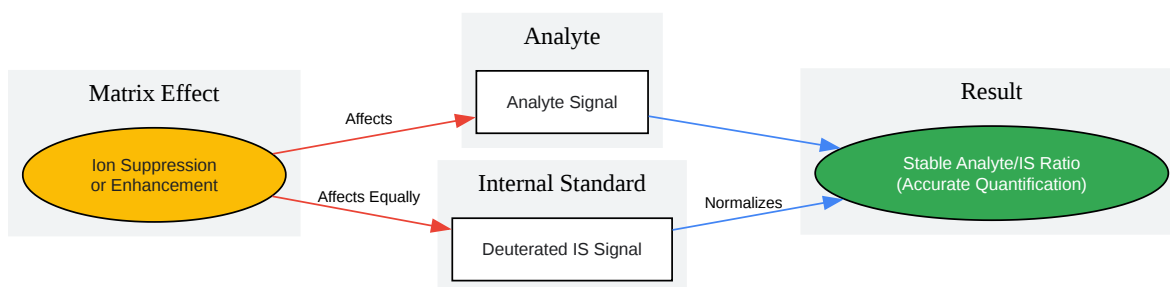 Matrix Effect
Ion Suppression
or Enhancement
Affects
Affects Equally
Analyte
Analyte Signal
Internal Standard
Deuterated IS Signal
Normalizes
Result
Stable Analyte/IS Ratio
(Accurate Quantification)